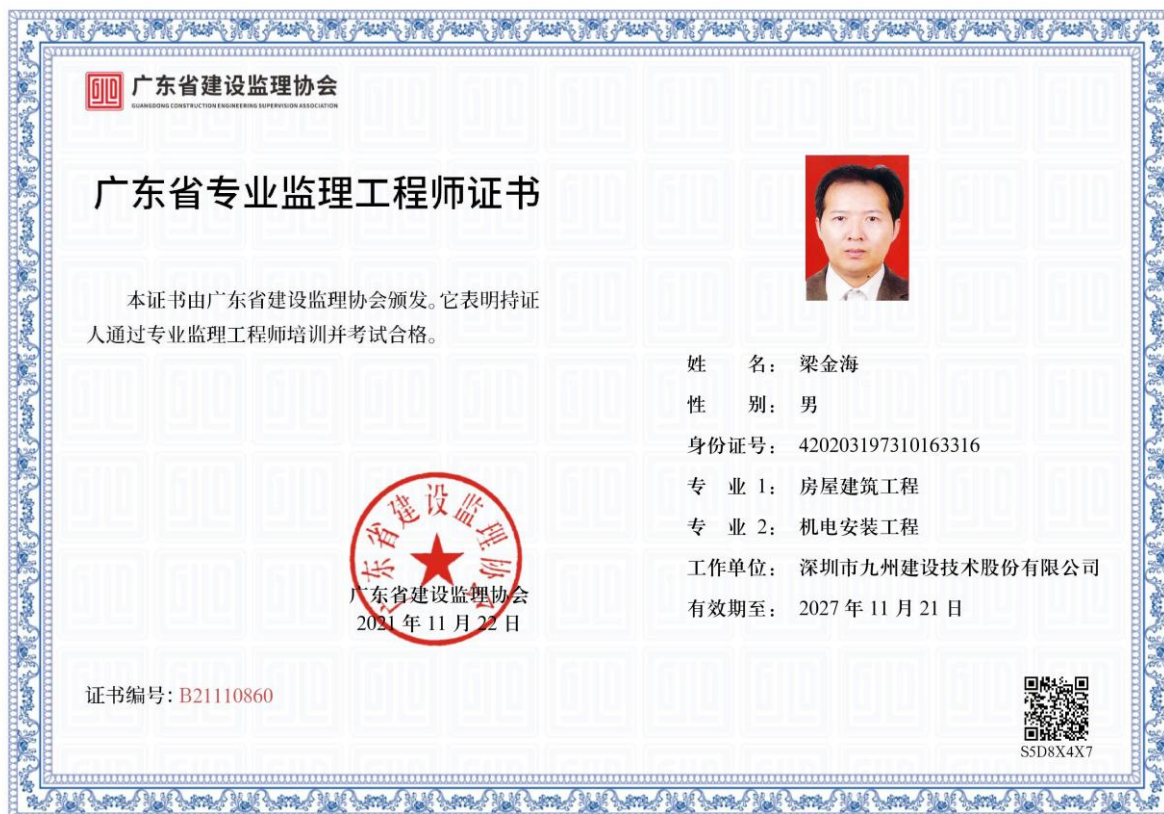 广东省建设监理协会
GUANGDONG CONSTRUCTION ENGINEERING SUPERVISION ASSOCIATION
广东省专业监理工程师证书
本证书由广东省建设监理协会颁发。它表明持证
人通过专业监理工程师培训并考试合格。
姓 名： 梁金海
性 别： 男
身份证号： 420203197310163316
专 业 1： 房屋建筑工程
专 业 2： 机电安装工程
工作单位： 深圳市九州建设技术股份有限公司
有效期至： 2027 年 11 月 21 日
广东省建设监理协会
广东省建设监理协会
2021 年 11 月 22 日
证书编号: B21110860
S5D8X4X7